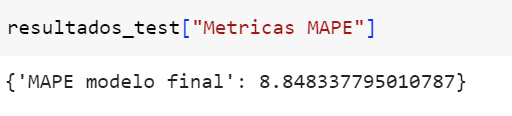 resultados_test["Metricas MAPE"]
{'MAPE modelo final': 8.848337795010787}